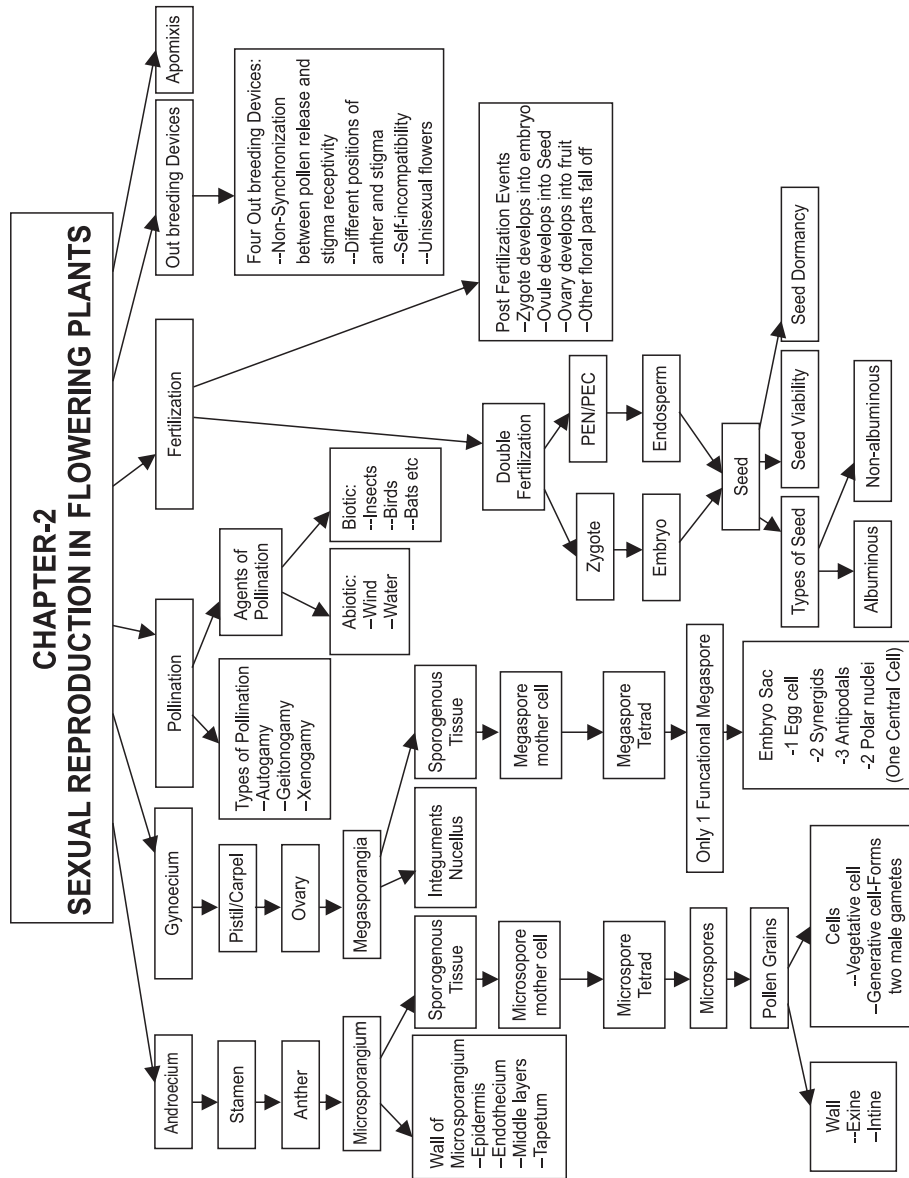 CHAPTER-2
SEXUAL REPRODUCTION IN FLOWERING PLANTS
Androecium
Stamen
Anther
Microsporangium
Wall of
Microsporangium
–Epidermis
–Endothecium
–Middle layers
–Tapetum
Sporogenous
Tissue
Microsopore
mother cell
Microspore
Tetrad
Microspores
Pollen Grains
Wall
--Exine
–Intine
Cells
--Vegetative cell
–Generative cell-Forms
two male gametes
Gynoecium
Pistil/Carpel
Ovary
Megasporangia
Integuments
Nucellus
Sporogenous
Tissue
Megaspore
mother cell
Megaspore
Tetrad
Only 1 Funcational Megaspore
Embryo Sac
-1 Egg cell
-2 Synergids
-3 Antipodals
-2 Polar nuclei
(One Central Cell)
Pollination
Types of Pollination
–Autogamy
–Geitonogamy
–Xenogamy
Agents of
Pollination
Abiotic:
–Wind
–Water
Biotic:
--Insects
--Birds
--Bats etc
Fertilization
Double
Fertilization
Zygote
Embryo
PEN/PEC
Endosperm
Seed
Types of Seed
Albuminous
Non-albuminous
Seed Viability
Seed Dormancy
Post Fertilization Events
–Zygote develops into embryo
–Ovule develops into Seed
–Ovary develops into fruit
–Other floral parts fall off
Out breeding Devices
Four Out breeding Devices:
--Non-Synchronization
between pollen release and
stigma receptivity
--Different positions of
anther and stigma
--Self-incompatibility
--Unisexual flowers
Apomixis